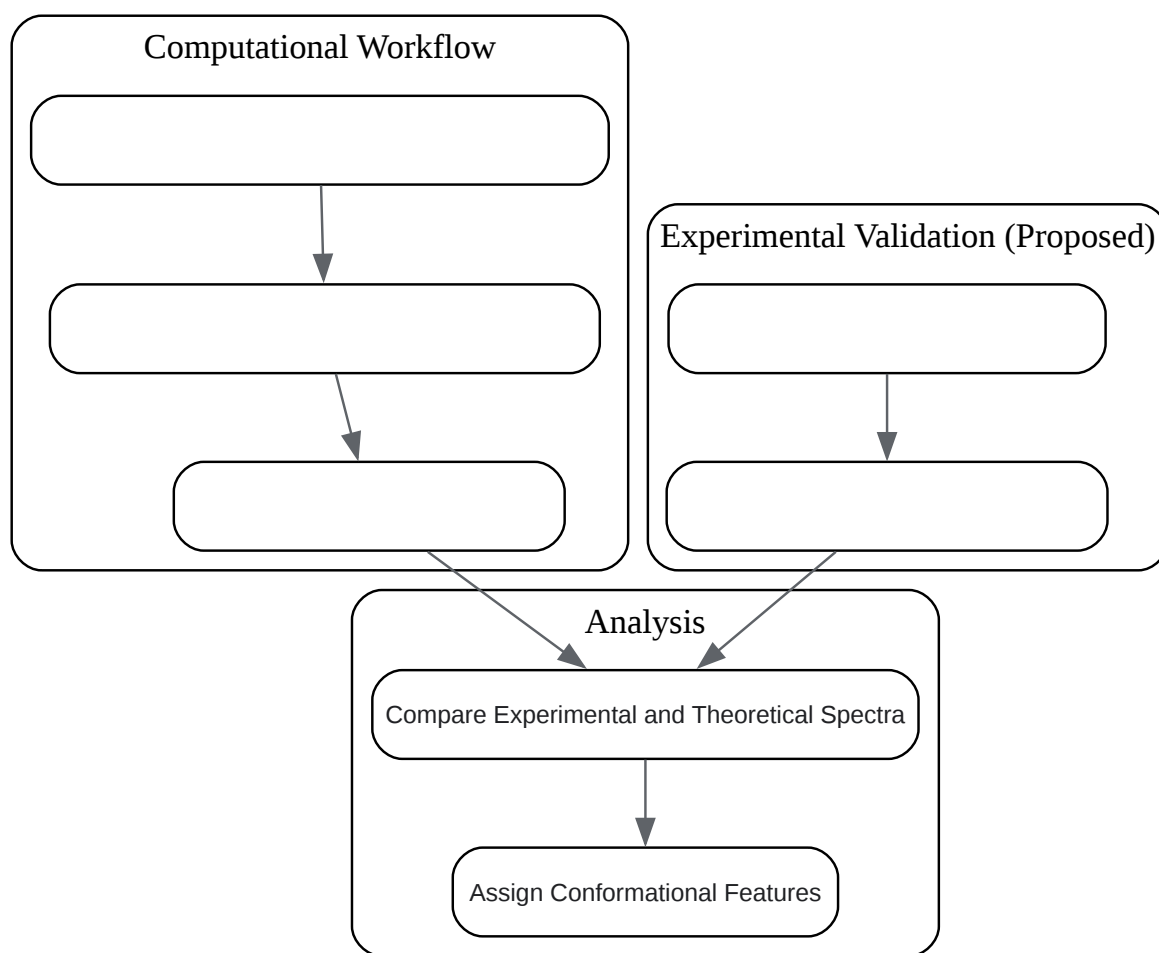 Computational Workflow
Experimental Validation (Proposed)
Analysis
Compare Experimental and Theoretical Spectra
Assign Conformational Features